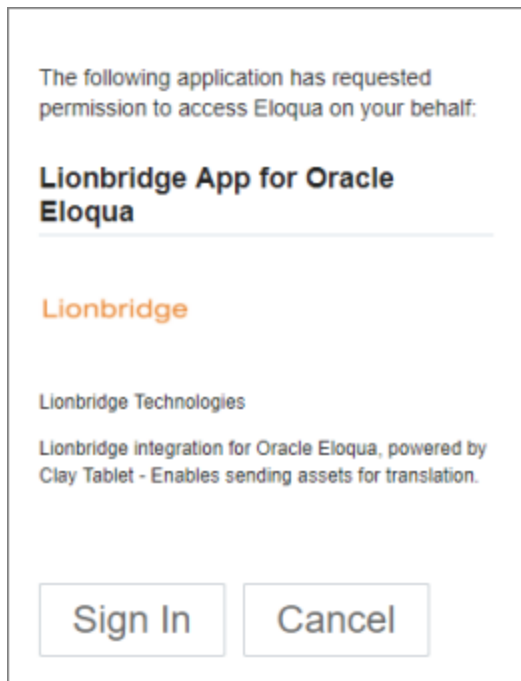 The following application has requested
permission to access Eloqua on your behalf:
Lionbridge App for Oracle
Eloqua
Lionbridge
Lionbridge Technologies
Lionbridge integration for Oracle Eloqua, powered by
Clay Tablet - Enables sending assets for translation.
Sign In
Cancel